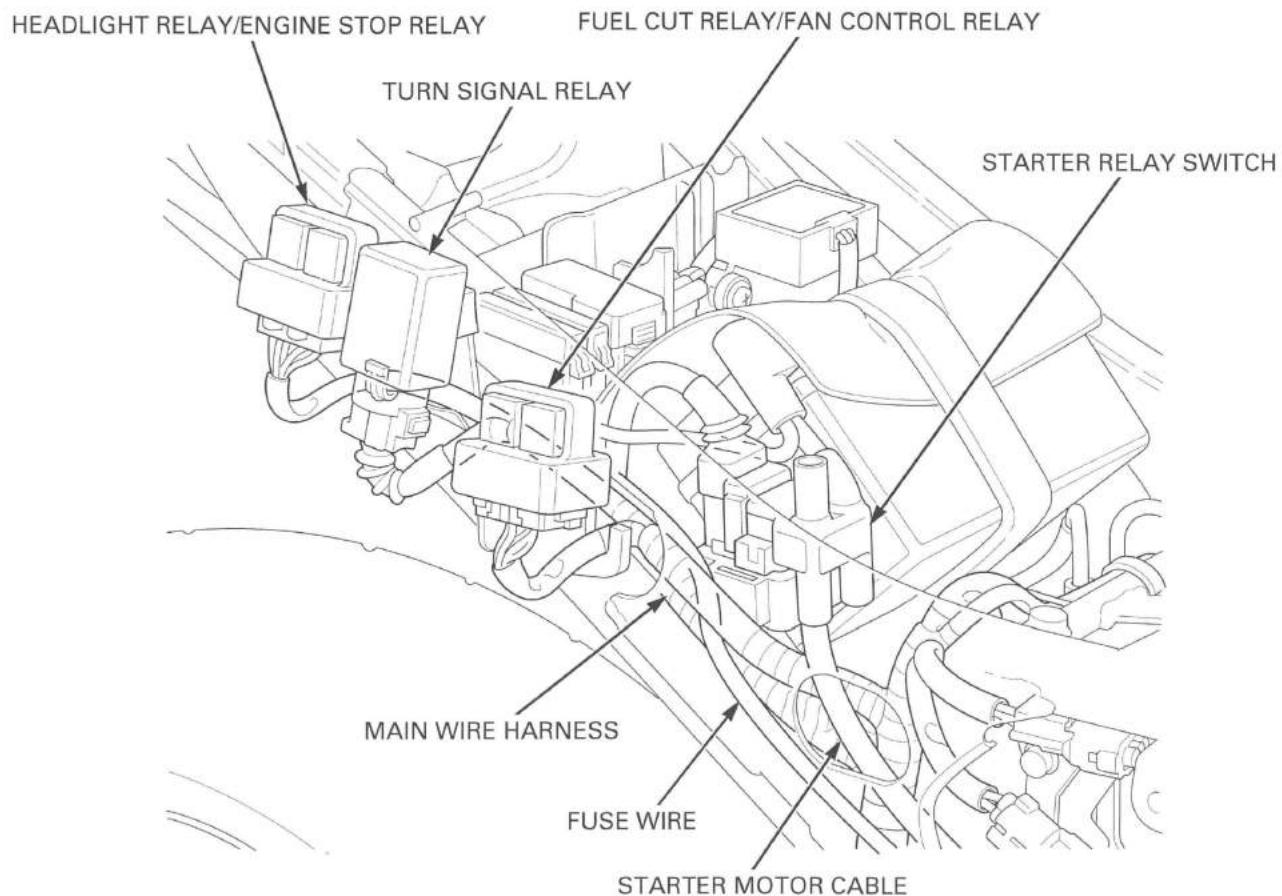 HEADLIGHT RELAY/ENGINE STOP RELAY
FUEL CUT RELAY/FAN CONTROL RELAY
TURN SIGNAL RELAY
STARTER RELAY SWITCH
MAIN WIRE HARNESS
FUSE WIRE
STARTER MOTOR CABLE